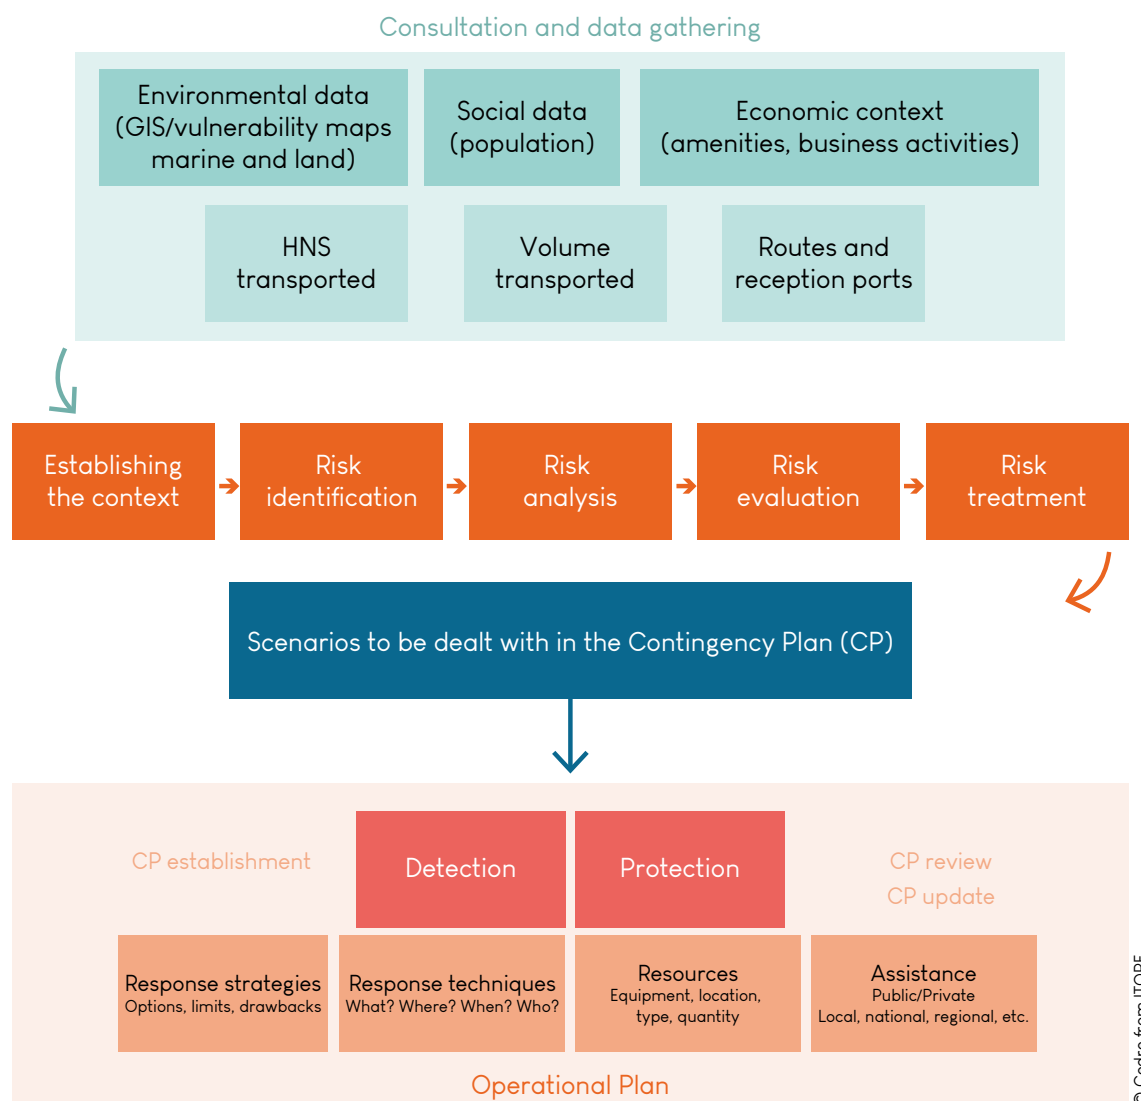 Consultation and data gathering
Environmental data
(GIS/vulnerability maps
marine and land)
Social data
(population)
Economic context
(amenities, business activities)
HNS
transported
Volume
transported
Routes and
reception ports
Establishing
the context
Risk
identification
Risk
analysis
Risk
evaluation
Risk
treatment
Scenarios to be dealt with in the Contingency Plan (CP)
CP establishment
Detection
Protection
CP review
CP update
Response strategies
Options, limits, drawbacks
Response techniques
What? Where? When? Who?
Resources
Equipment, location,
type, quantity
Assistance
Public/Private
Local, national, regional, etc.
Operational Plan
© Cedre from ITOPF